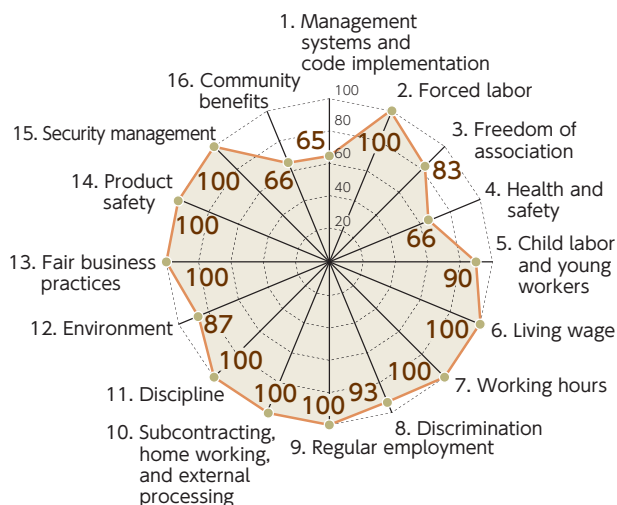 1. Management
systems and
code implementation
2. Forced labor
3. Freedom of
association
4. Health and
safety
5. Child labor
and young
workers
6. Living wage
7. Working hours
8. Discrimination
9. Regular employment
10. Subcontracting,
home working,
and external
processing
11. Discipline
12. Environment
13. Fair business
practices
14. Product
safety
15. Security management
16. Community
benefits
100
80
60
40
20
65
100
83
66
90
100
100
93
100
100
100
87
100
100
100
66